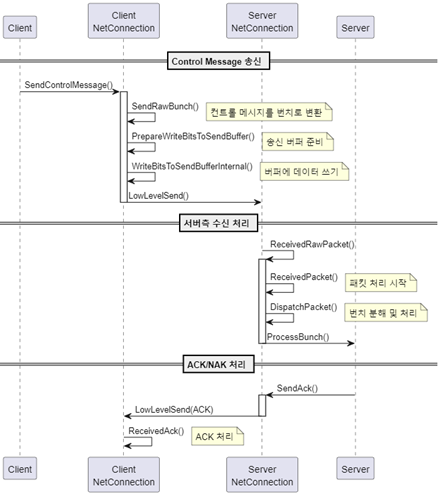 Client
Client
NetConnection
Server
NetConnection
Server
Control Message 송신
SendControlMessage()
SendRawBunch()
컨트롤 메시지를 번치로 변환
PrepareWriteBitsToSendBuffer()
송신 버퍼 준비
WriteBitsToSendBufferInternal()
버퍼에 데이터 쓰기
LowLevelSend()
서버측 수신 처리
ReceivedRawPacket()
ReceivedPacket()
패킷 처리 시작
DispatchPacket()
번치 분해 및 처리
ProcessBunch()
ACK/NAK 처리
SendAck()
LowLevelSend(ACK)
ReceivedAck()
ACK 처리
Client
Client
NetConnection
Server
NetConnection
Server